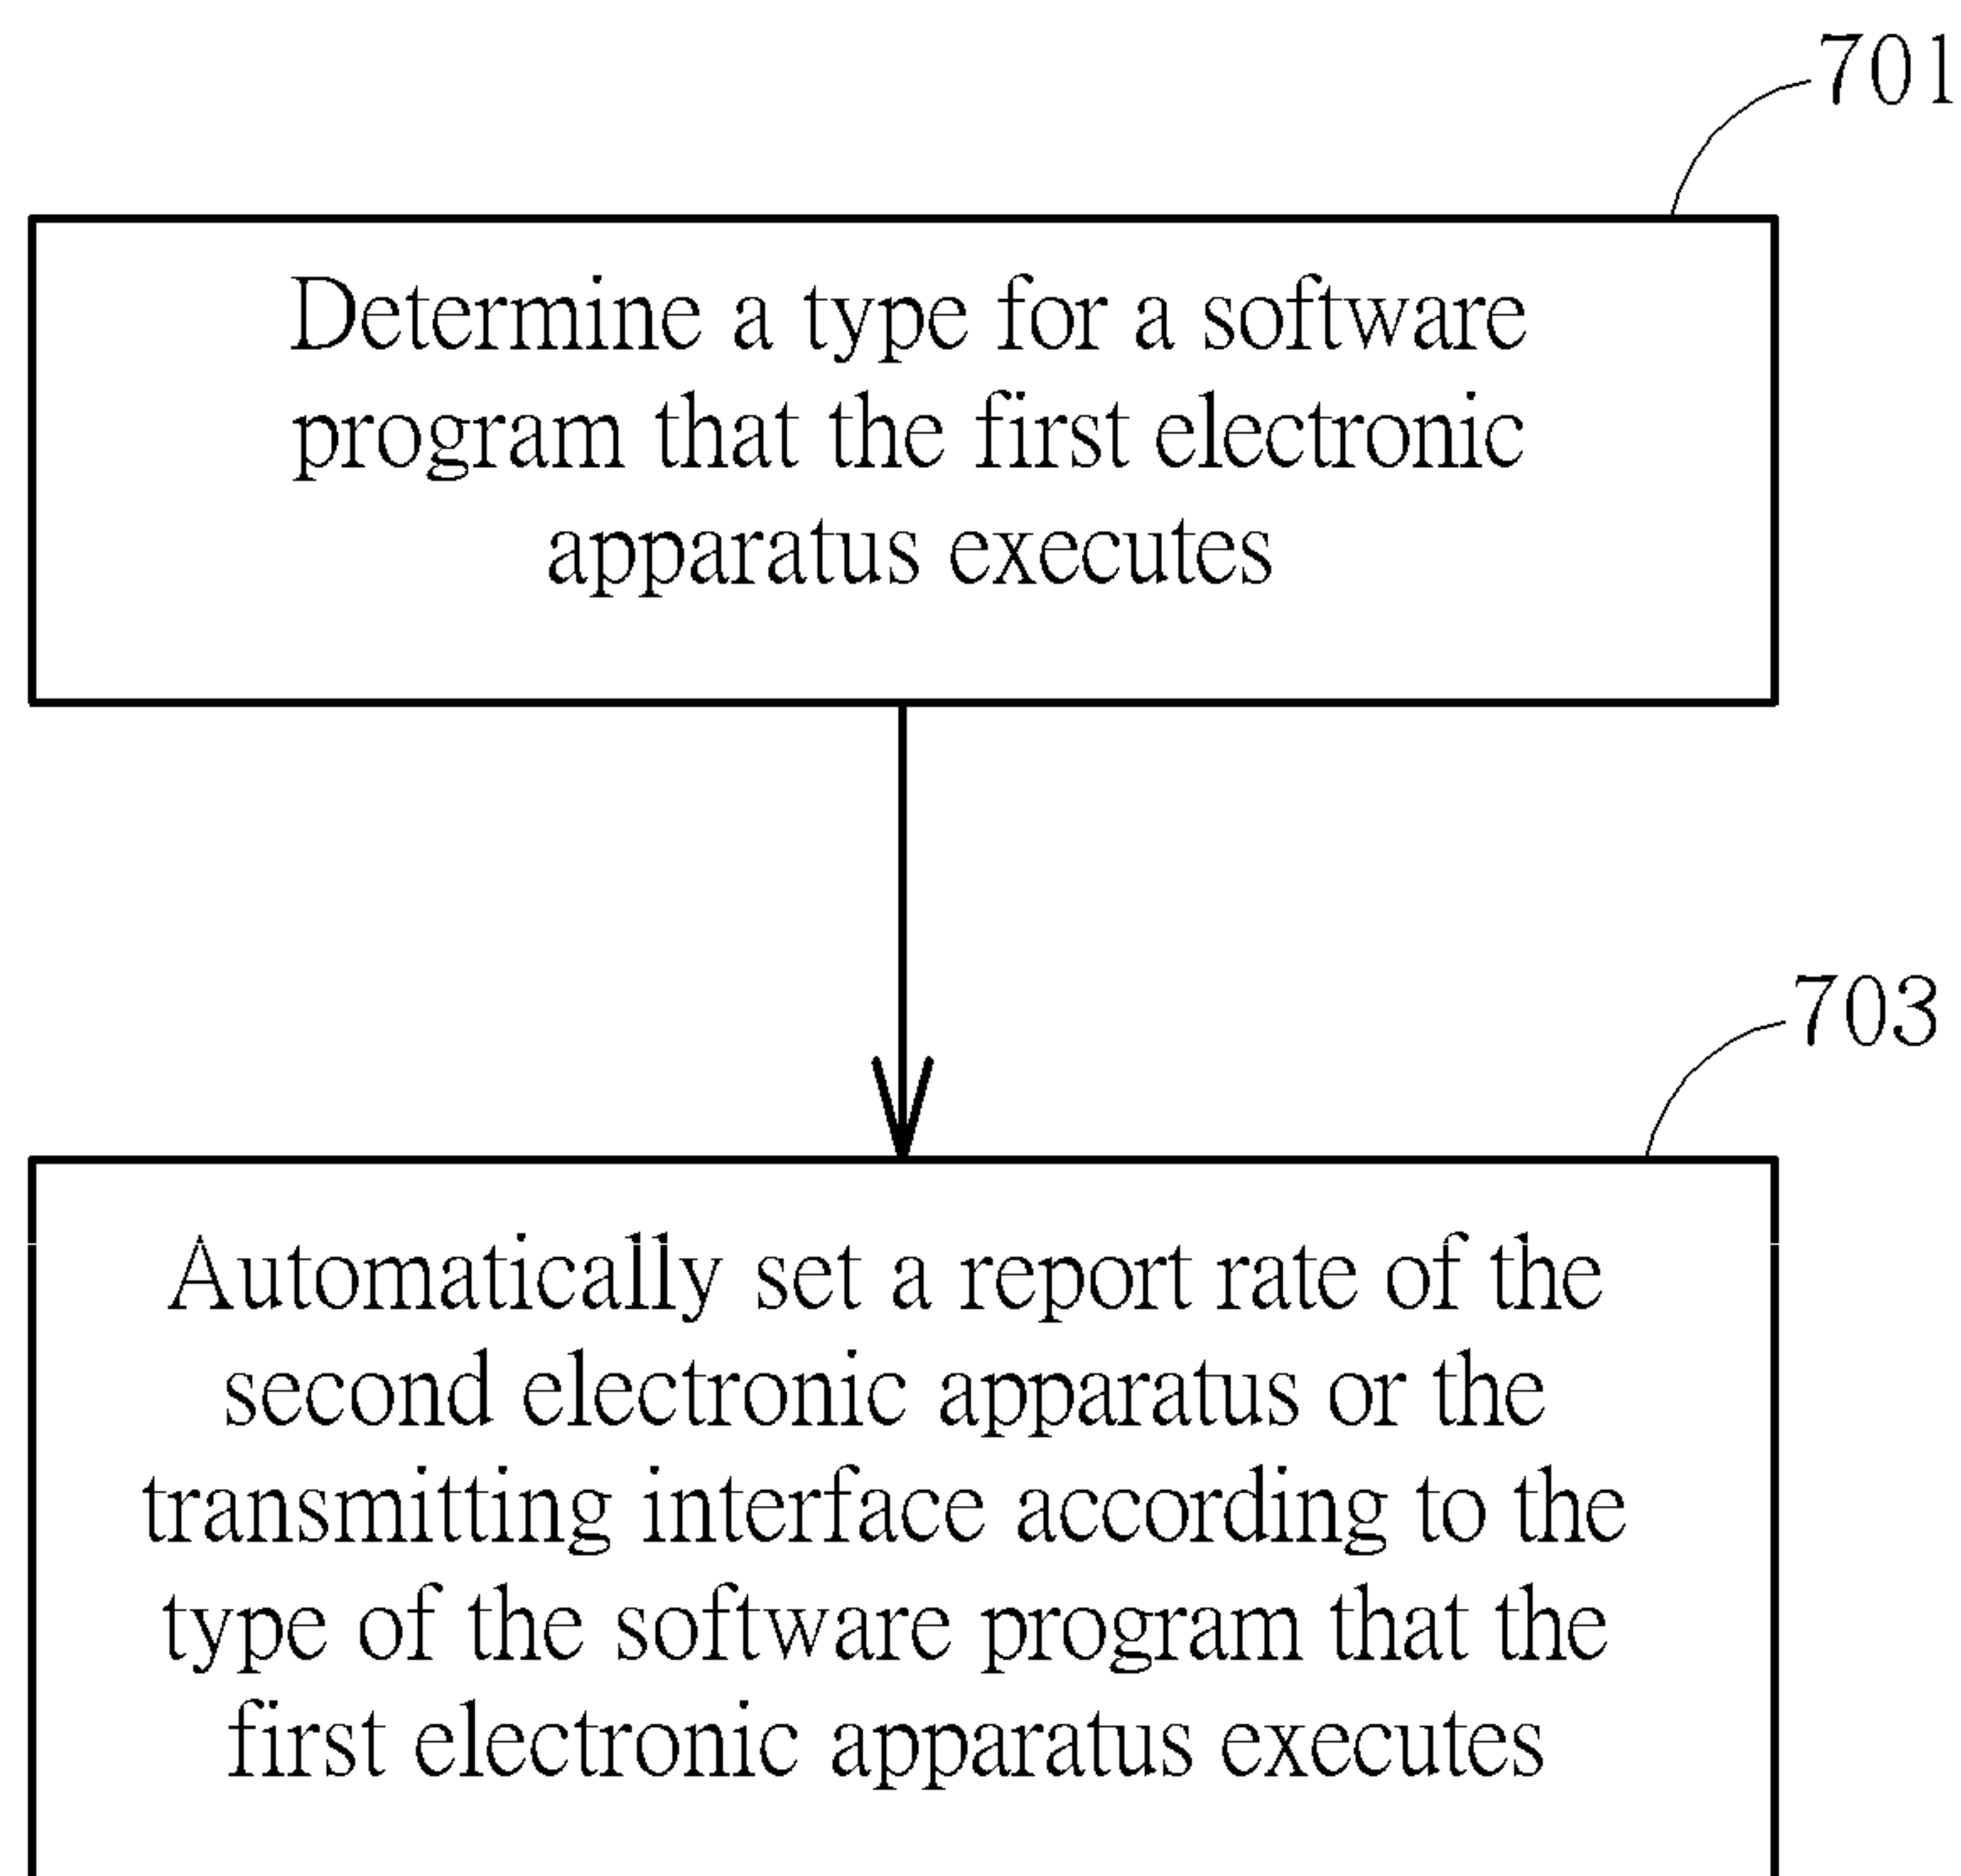 701
Determine a type for a software
program that the first electronic
apparatus executes
703
Automatically set a report rate of the
second electronic apparatus or the
transmitting interface according to the
type of the software program that the
first electronic apparatus executes